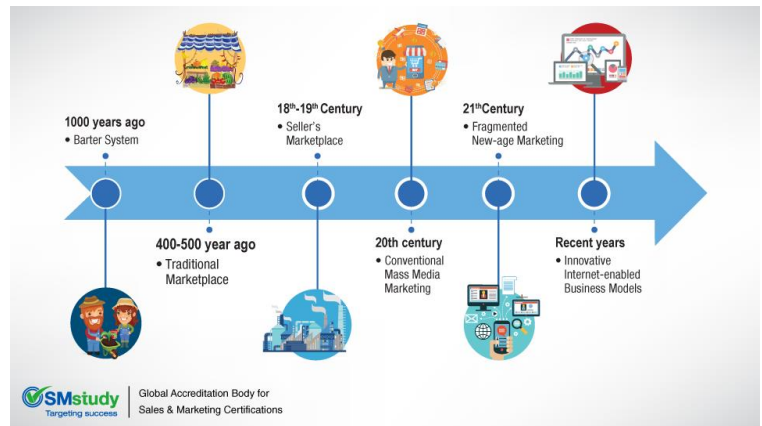 1000 years ago
• Barter System
400-500 year ago
• Traditional
Marketplace
18th-19th Century
• Seller's
Marketplace
20th century
• Conventional
Mass Media
Marketing
21thCentury
• Fragmented
New-age Marketing
Recent years
• Innovative
Internet-enabled
Business Models
SMstudy
Targeting success
Global Accreditation Body for
Sales & Marketing Certifications